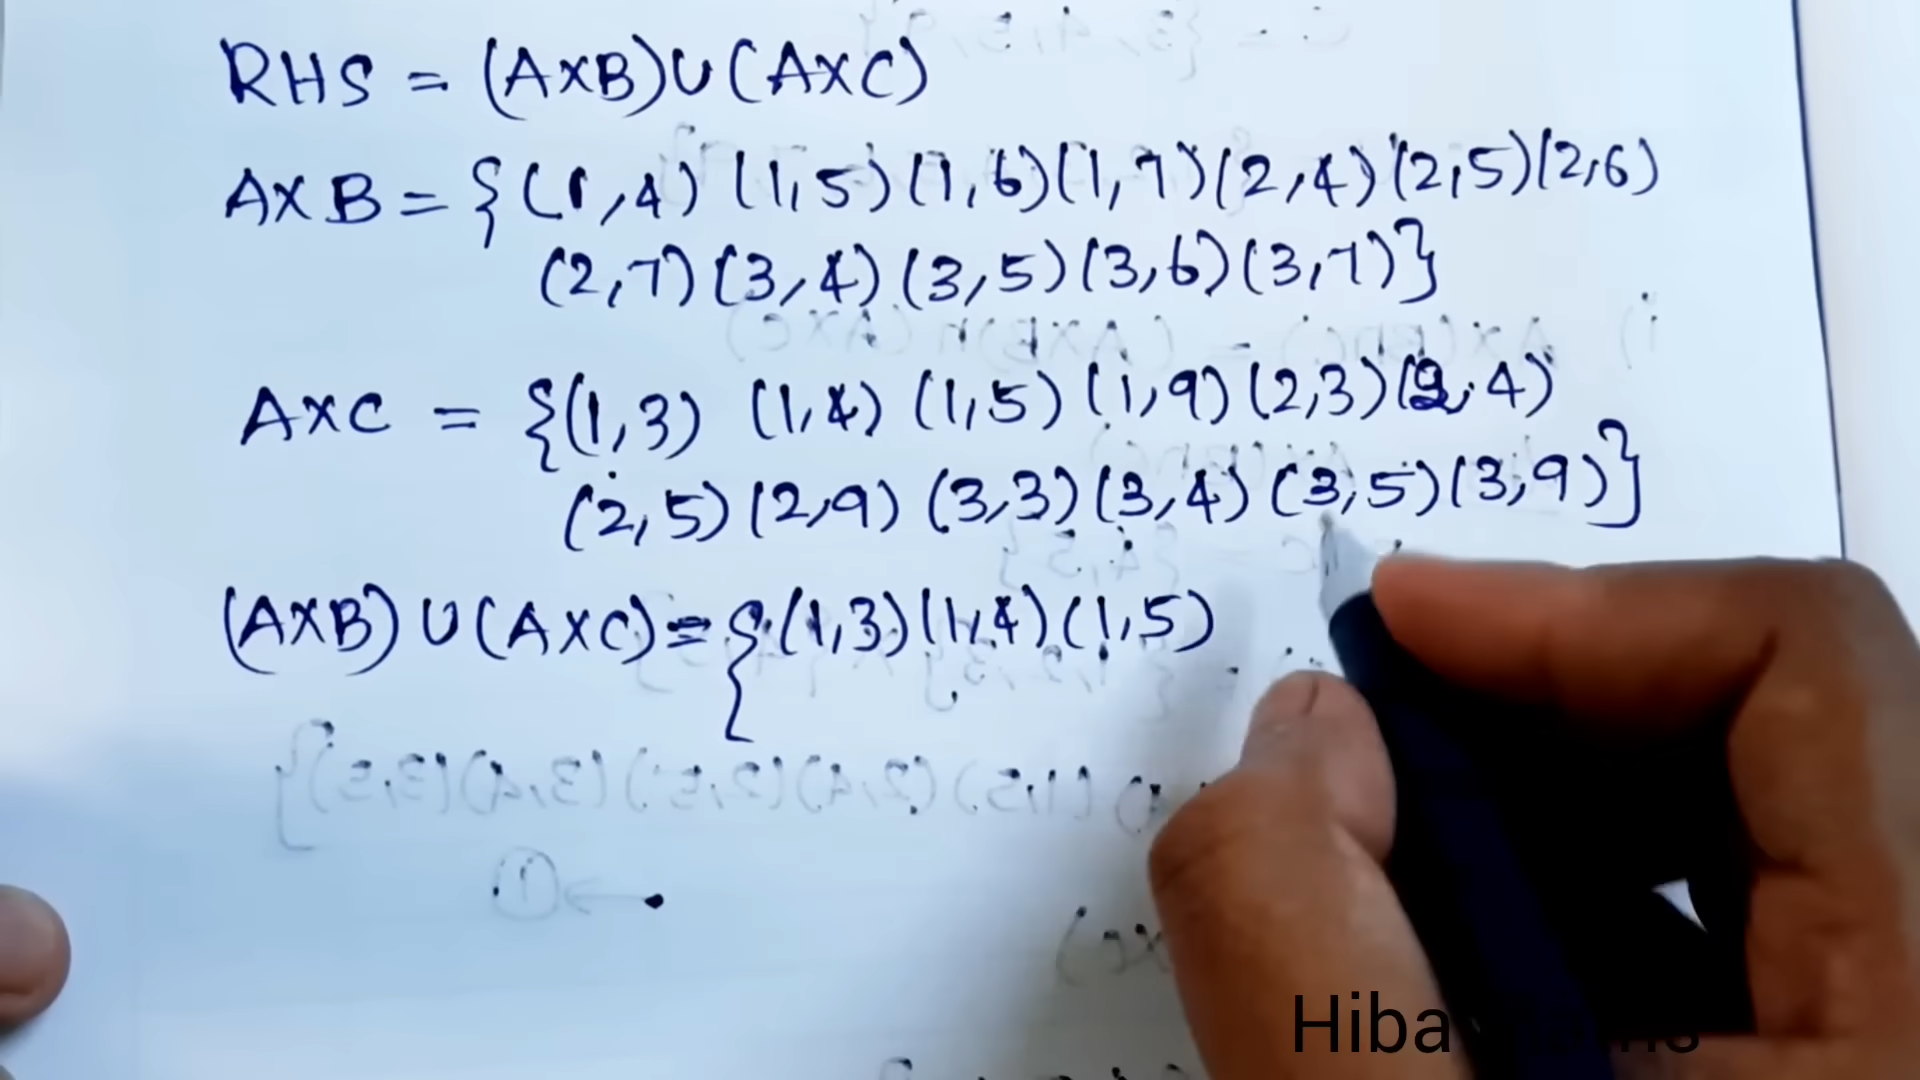 RHS = (AXB)U(AXC)
AXB = {(1,4) (1,5)(1,6)(1,7)(2,4)(2,5)(2,6)
(2,7)(3,4)(3,5)(3,6)(3,7)}
AXC = {(1,3) (1,4) (1,5) (1,9)(2,3)(2,4)
(2,5)(2,9) (3,3)(3,4)(3,5)(3,9)}
(AXB)U(AXC)={(1,3)(1,4)(1,5)
Hiba